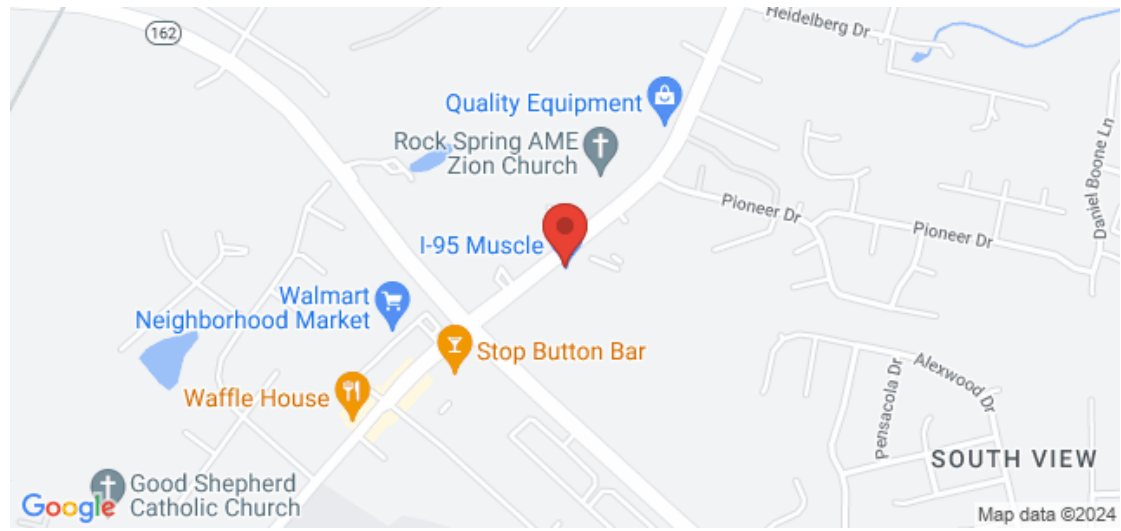 162
Heidelberg Dr
Quality Equipment
Rock Spring AME
Zion Church
Daniel Boone Ln
Pioneer Dr
Pioneer Dr
I-95 Muscle
Walmart
Neighborhood Market
Stop Button Bar
Waffle House
Alexwood Dr
Pensacola Dr
SOUTH VIEW
Good Shepherd
Catholic Church
Google
Map data ©2024